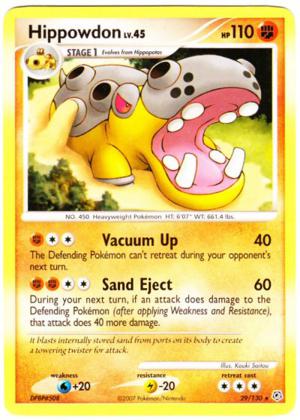 Hippowdon LV.45 HP 110
STAGE 1 Evolves from Hippopotas
NO. 450 Heavyweight Pokémon HT: 6'07" WT: 661.4 lbs.
Vacuum Up 40
The Defending Pokémon can't retreat during your opponent's
next turn.
Sand Eject 60
During your next turn, if an attack does damage to the
Defending Pokémon (after applying Weakness and Resistance),
that attack does 40 more damage.
It blasts internally stored sand from ports on its body to create
a towering twister for attack.
Illus. Kouki Saitou
weakness resistance retreat cost
+20 -20
DPBP#508 ©2007 Pokémon/Nintendo 29/130